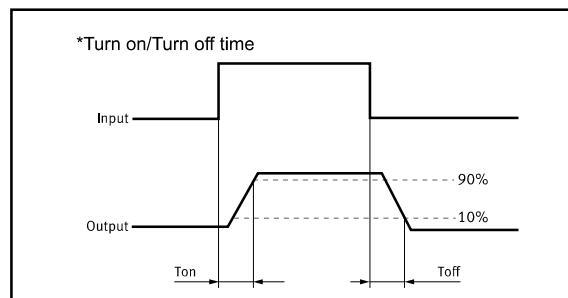 *Turn on/Turn off time
Input
90%
10%
Output
Ton
Toff